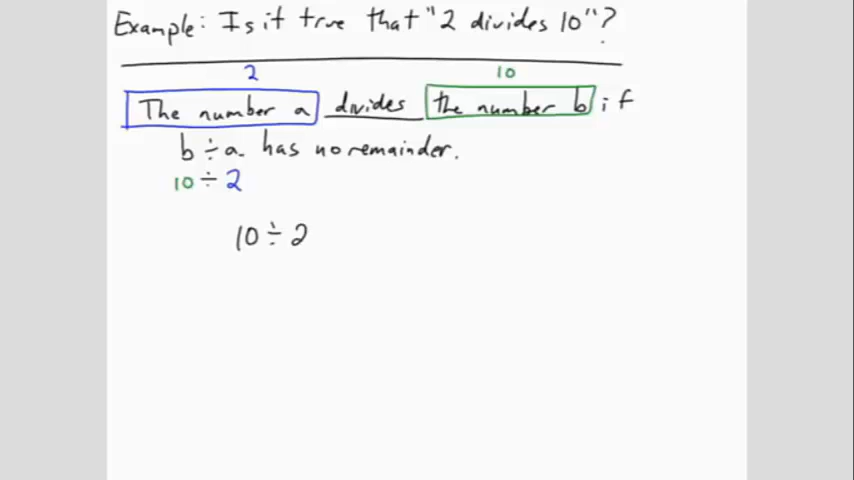 Example: Is it true that "2 divides 10"?
2 10
The number a divides the number b if
b ÷ a has no remainder.
10 ÷ 2
10 ÷ 2